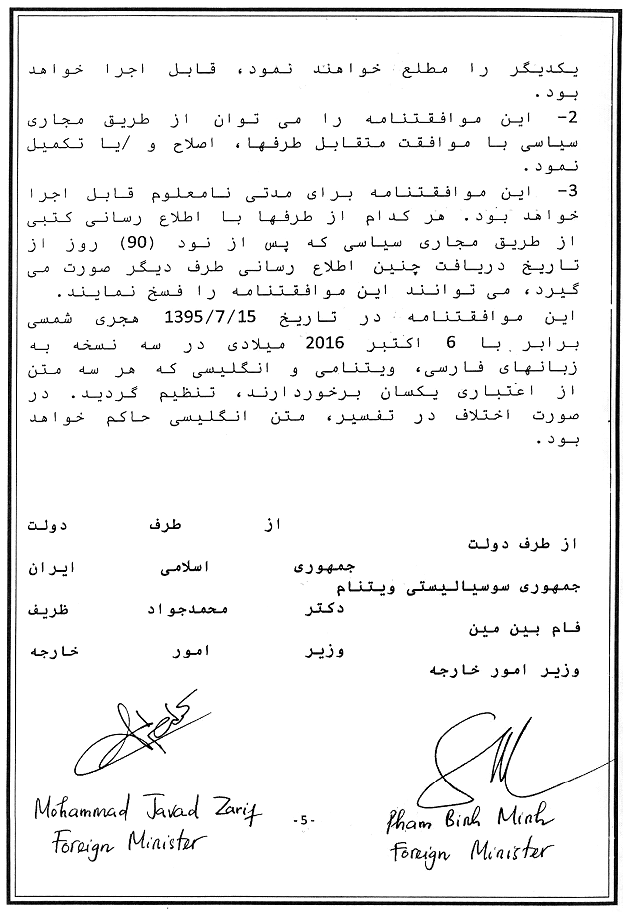 یکدیگر را مطلع خواهند نمود، قابل اجرا خواهد
بود.
2- این موافقتنامه را می توان از طریق مجاری
سیاسی با موافقت متقابل طرفها، اصلاح و /یا تکمیل
نمود.
3- این موافقتنامه برای مدتی نامعلوم قابل اجرا
خواهد بود. هر کدام از طرفها با اطلاع رسانی کتبی
از طریق مجاری سیاسی که پس از نود (90) روز از
تاریخ دریافت چنین اطلاع رسانی طرف دیگر صورت می
گیرد، می توانند این موافقتنامه را فسخ نمایند.
این موافقتنامه در تاریخ 1395/7/15 هجری شمسی
برابر با 6 اکتبر 2016 میلادی در سه نسخه به
زبانهای فارسی، ویتنامی و انگلیسی که هر سه متن
از اعتباری یکسان برخوردارند، تنظیم گردید. در
صورت اختلاف در تفسیر، متن انگلیسی حاکم خواهد
بود.
از طرف دولت
از طرف دولت
جمهوری اسلامی ایران
جمهوری سوسیالیستی ویتنام
دکتر محمدجواد ظریف
فام بین مین
وزیر امور خارجه
وزیر امور خارجه
Mohammad Javad Zarif
Foreign Minister
-5-
Pham Binh Minh
Foreign Minister